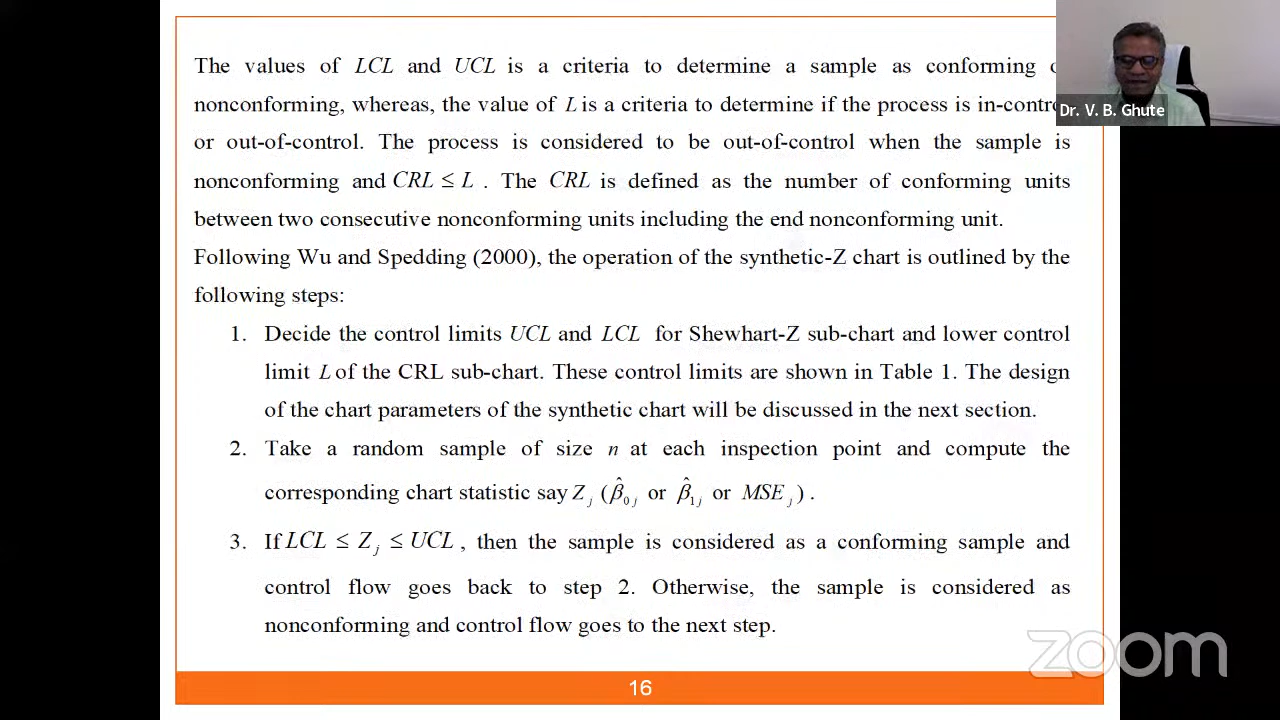 The values of LCL and UCL is a criteria to determine a sample as conforming
nonconforming, whereas, the value of L is a criteria to determine if the process is in-contro
or out-of-control. The process is considered to be out-of-control when the sample is
nonconforming and CRL ≤ L . The CRL is defined as the number of conforming units
between two consecutive nonconforming units including the end nonconforming unit.
Following Wu and Spedding (2000), the operation of the synthetic-Z chart is outlined by the
following steps:
1. Decide the control limits UCL and LCL for Shewhart-Z sub-chart and lower control
limit L of the CRL sub-chart. These control limits are shown in Table 1. The design
of the chart parameters of the synthetic chart will be discussed in the next section.
2. Take a random sample of size n at each inspection point and compute the
corresponding chart statistic say Z_j (β̂_0j or β̂_1j or MSE_j) .
3. If LCL ≤ Z_j ≤ UCL , then the sample is considered as a conforming sample and
control flow goes back to step 2. Otherwise, the sample is considered as
nonconforming and control flow goes to the next step.
16
Dr. V. B. Ghute
zoom